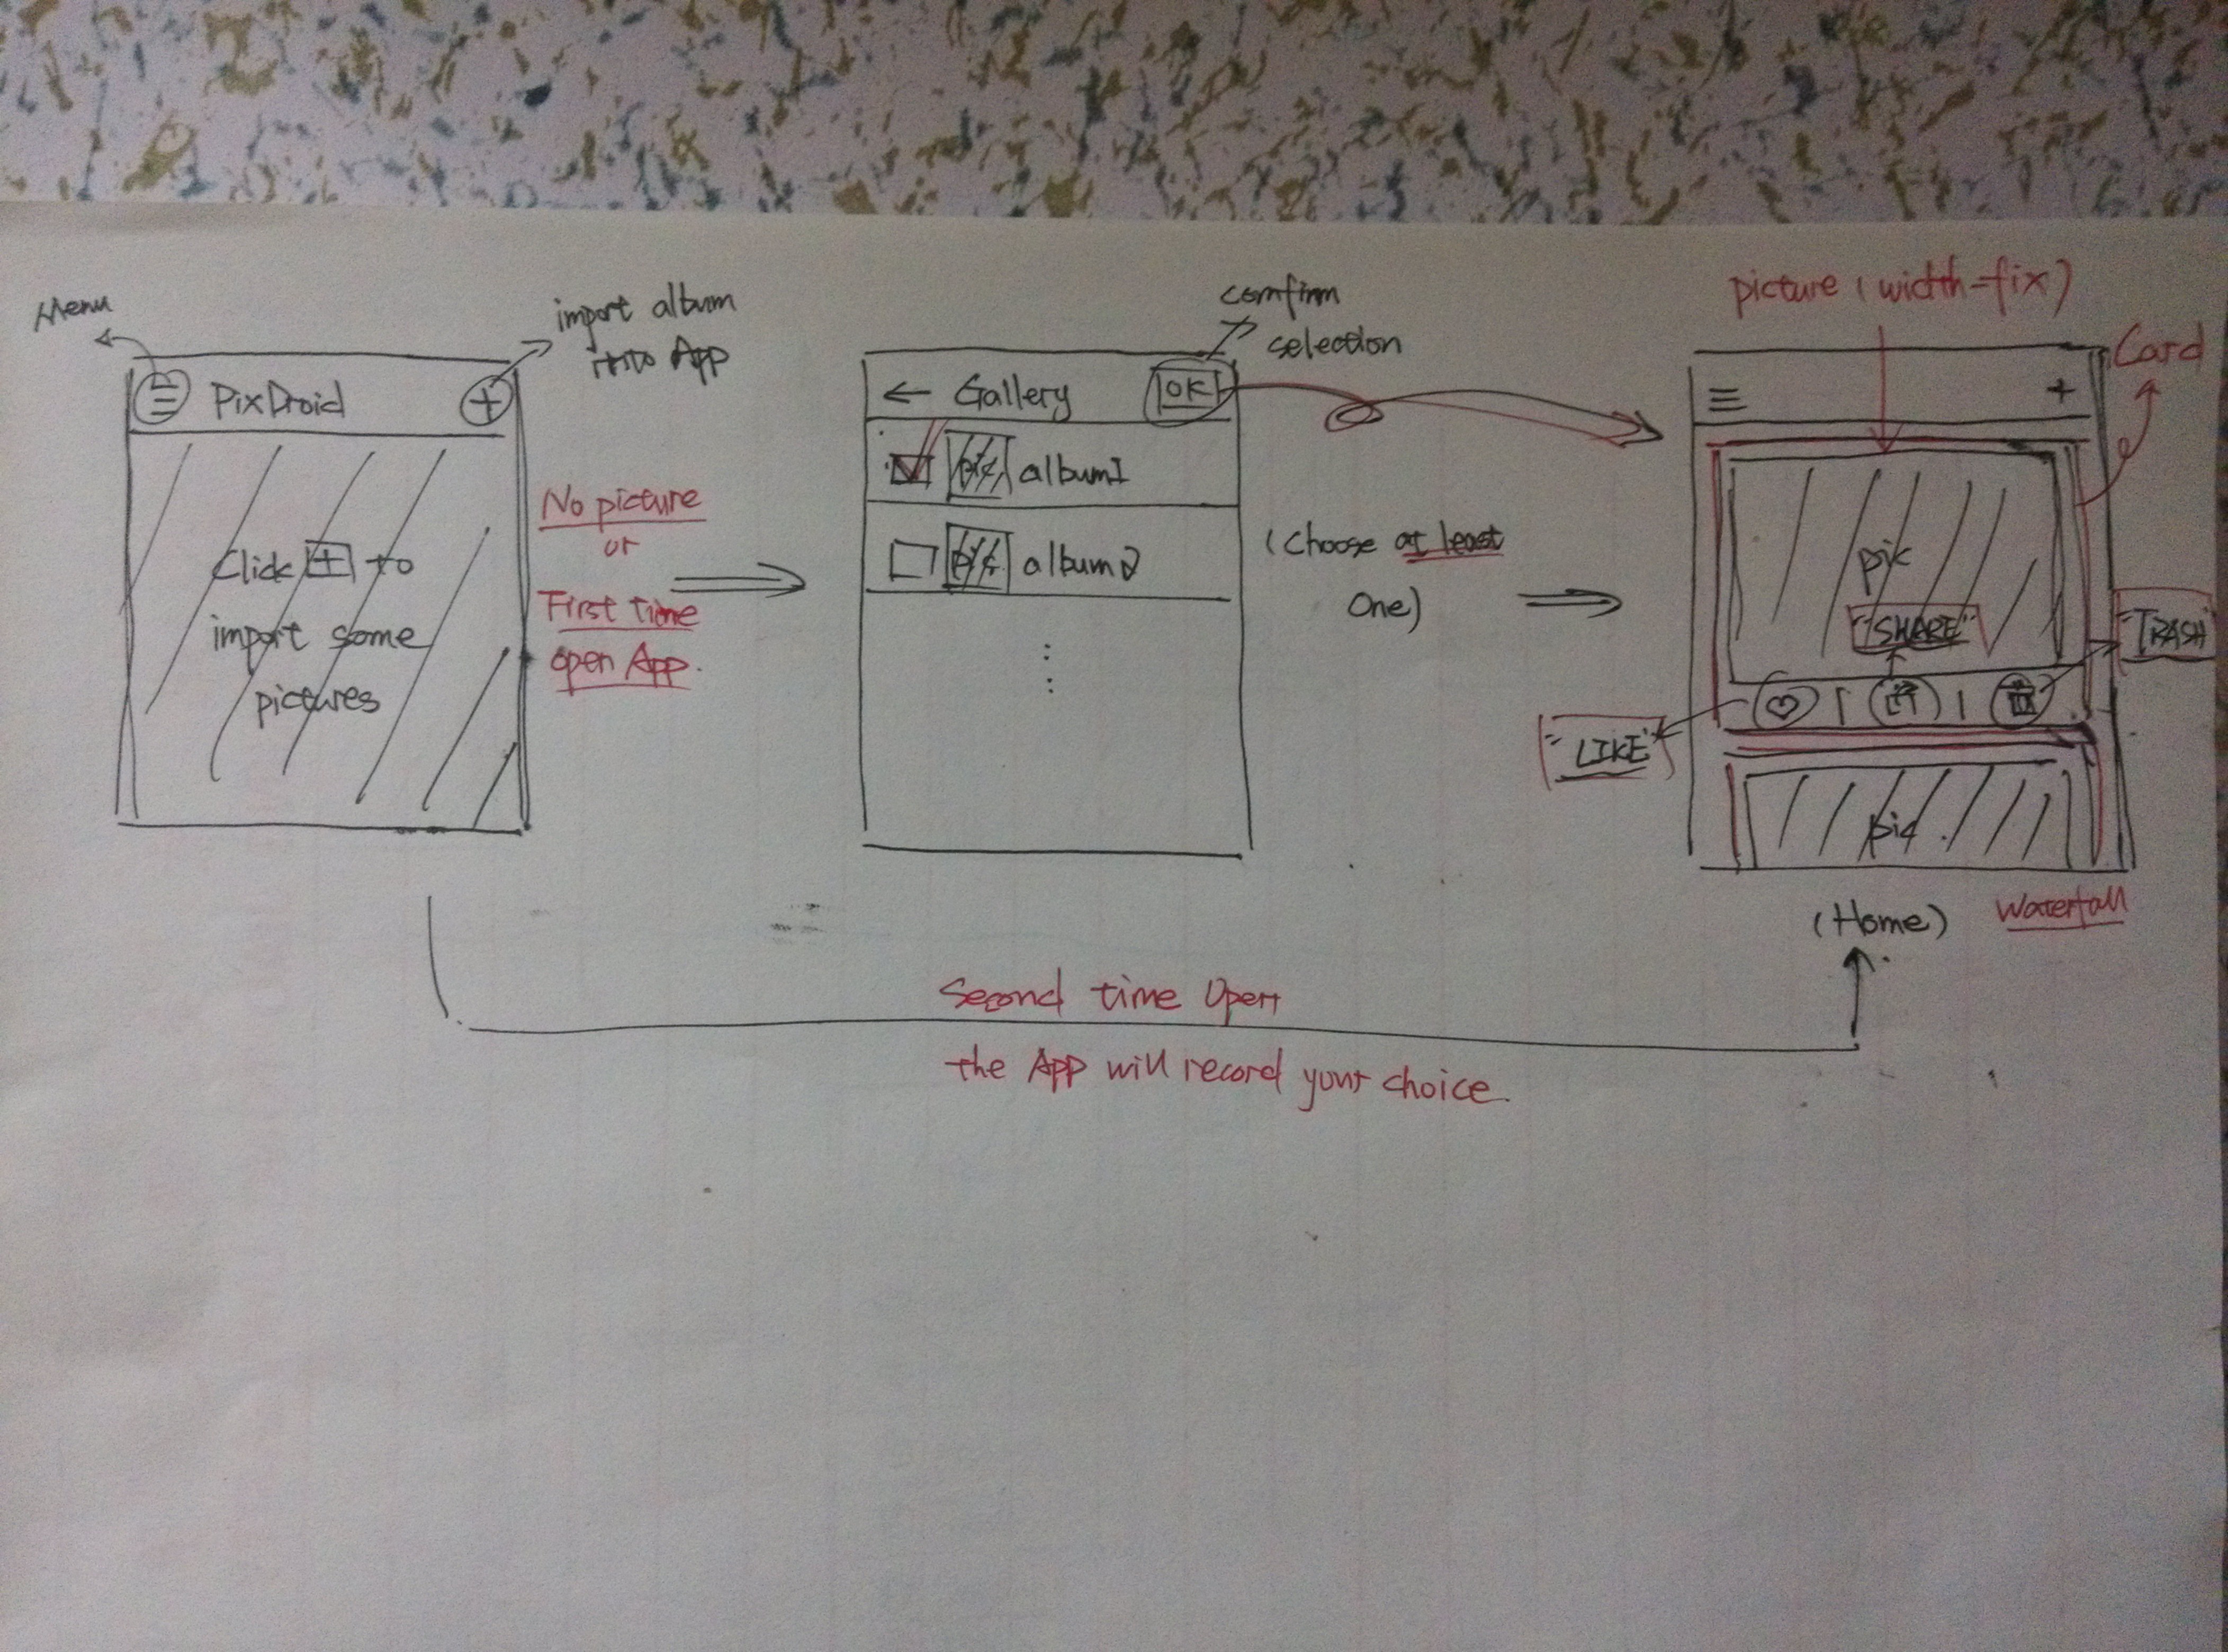 Menu
import album
into App
PixDroid
Click + to
import some
pictures
No picture
or
First time
open App.
comfirm
selection
← Gallery
OK
pic album1
pic album2
(Choose at least
One)
picture (width=fix)
Card
+
pic
"SHARE"
"TRASH"
"LIKE"
pic
(Home)
Waterfall
Second time Open
the App will record your choice.